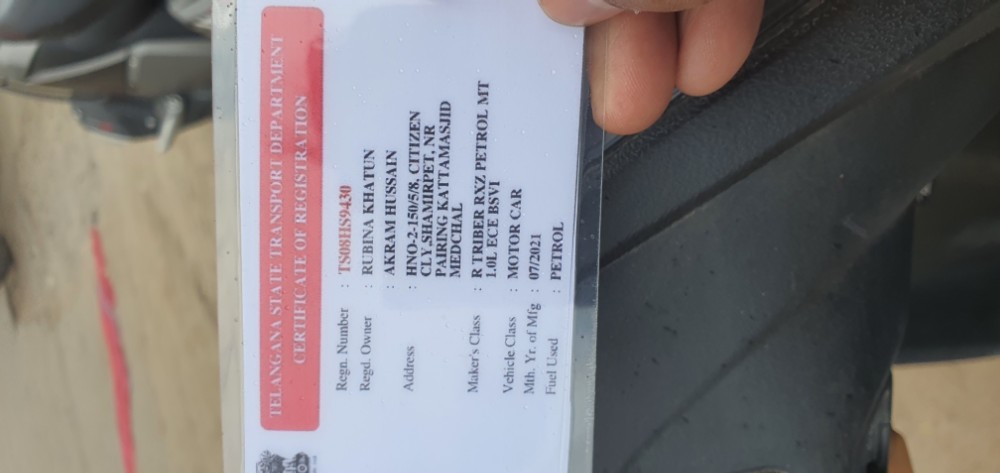 TELANGANA STATE TRANSPORT DEPARTMENT
CERTIFICATE OF REGISTRATION
Regn. Number : TS08HS9430
Regd. Owner : RUBINA KHATUN
: AKRAM HUSSAIN
Address : HNO-2-150/5/8, CITIZEN
CLY SHAMIRPET, NR
PAIRING KATTAMASJID
MEDCHAL
Maker's Class : R TRIBER RXZ PETROL MT
1.0L ECE BSVI
Vehicle Class : MOTOR CAR
Mth. Yr. of Mfg : 07/2021
Fuel Used : PETROL